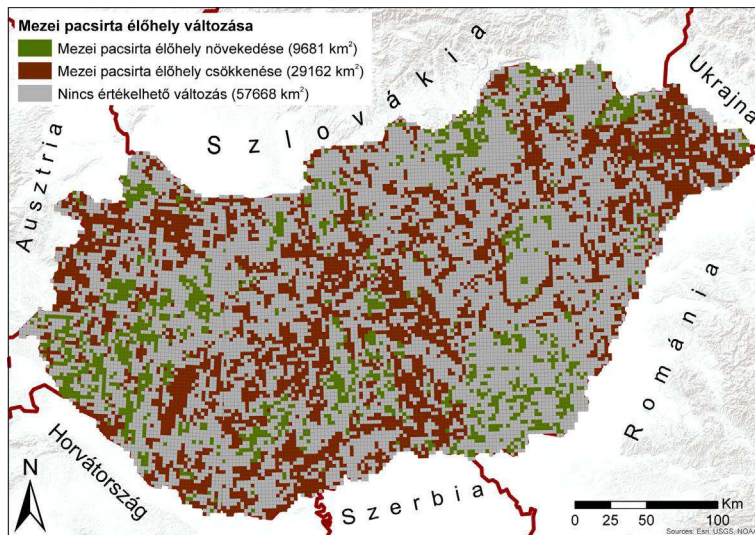 Mezei pacsirta élőhely változása
Mezei pacsirta élőhely növekedése (9681 km²)
Mezei pacsirta élőhely csökkenése (29162 km²)
Nincs értékelhető változás (57668 km²)
Szlovákia
Ukrajna
Ausztria
Románia
Horvátország
Szerbia
N
Km
0 25 50 100
Sources: Esri, USGS, NOAA